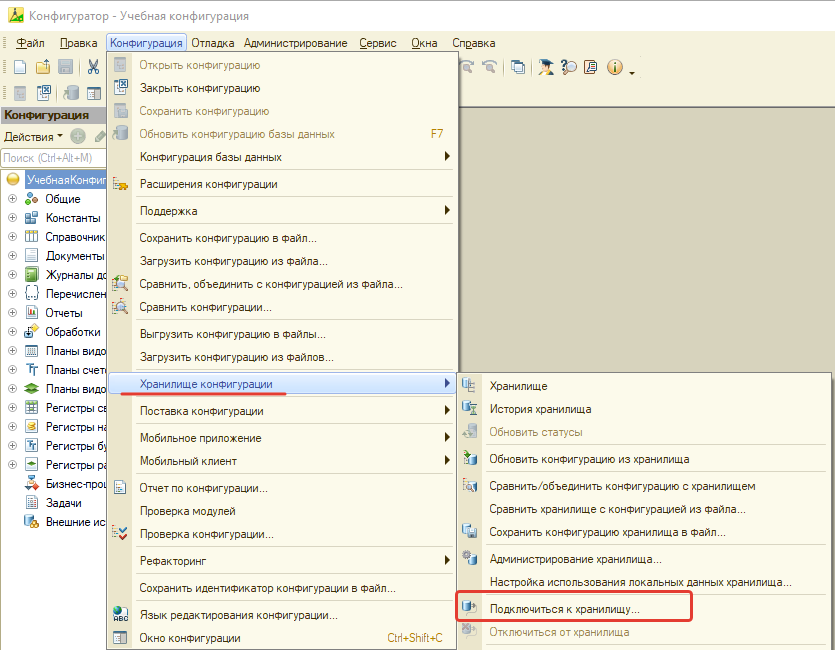 Конфигуратор - Учебная конфигурация
Файл Правка Конфигурация Отладка Администрирование Сервис Окна Справка
Конфигурация
Действия
Поиск (Ctrl+Alt+M)
УчебнаяКонфиг
Общие
Константы
Справочник
Документы
Журналы до
Перечислен
Отчеты
Обработки
Планы видо
Планы счето
Планы видо
Регистры св
Регистры на
Регистры бу
Регистры ра
Бизнес-проц
Задачи
Внешние ис
Открыть конфигурацию
Закрыть конфигурацию
Сохранить конфигурацию
Обновить конфигурацию базы данных F7
Конфигурация базы данных
Расширения конфигурации
Поддержка
Сохранить конфигурацию в файл...
Загрузить конфигурацию из файла...
Сравнить, объединить с конфигурацией из файла...
Сравнить конфигурации...
Выгрузить конфигурацию в файлы...
Загрузить конфигурацию из файлов...
Хранилище конфигурации
Поставка конфигурации
Мобильное приложение
Мобильный клиент
Отчет по конфигурации...
Проверка модулей
Проверка конфигурации...
Рефакторинг
Сохранить идентификатор конфигурации в файл...
Язык редактирования конфигурации...
Окно конфигурации Ctrl+Shift+C
Хранилище
История хранилища
Обновить статусы
Обновить конфигурацию из хранилища
Сравнить/объединить конфигурацию с хранилищем
Сравнить хранилище с конфигурацией из файла...
Сохранить конфигурацию хранилища в файл...
Администрирование хранилища...
Настройка использования локальных данных хранилища...
Подключиться к хранилищу...
Отключиться от хранилища